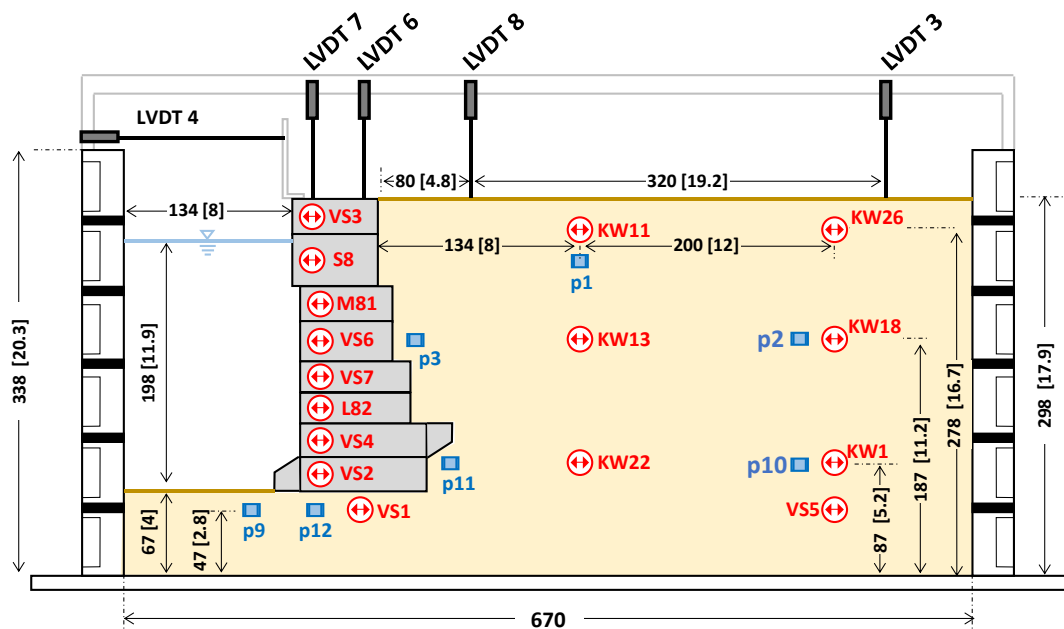 LVDT 7
LVDT 6
LVDT 8
LVDT 3
LVDT 4
80 [4.8]
320 [19.2]
134 [8]
VS3
KW11
KW26
134 [8]
200 [12]
S8
p1
M81
VS6
p3
KW13
p2
KW18
VS7
L82
VS4
VS2
p11
KW22
p10
KW1
p9
p12
VS1
VS5
338 [20.3]
198 [11.9]
67 [4]
47 [2.8]
87 [5.2]
187 [11.2]
278 [16.7]
298 [17.9]
670